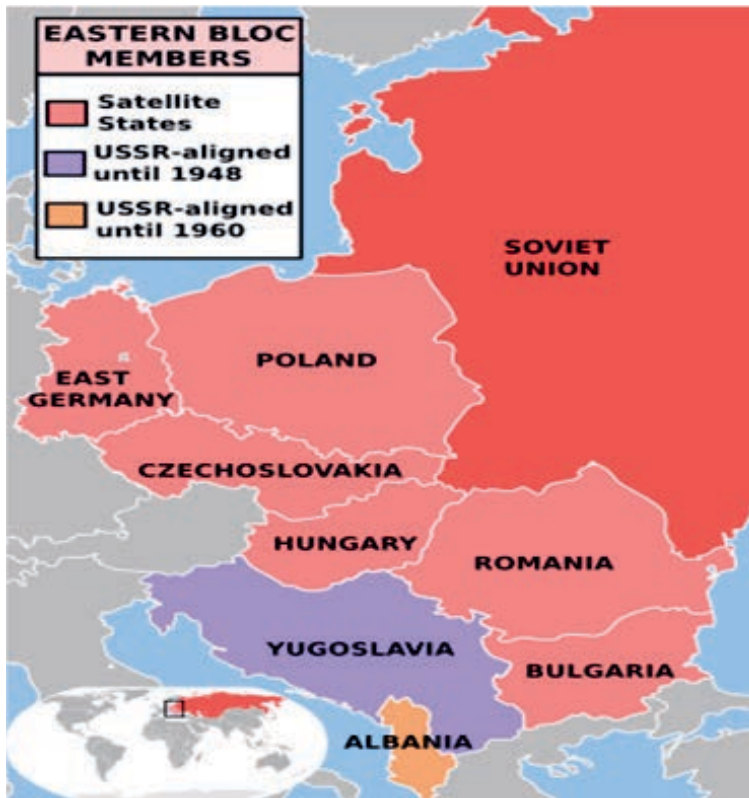 EASTERN BLOC
MEMBERS
Satellite
States
USSR-aligned
until 1948
USSR-aligned
until 1960
SOVIET
UNION
POLAND
EAST
GERMANY
CZECHOSLOVAKIA
HUNGARY
ROMANIA
YUGOSLAVIA
BULGARIA
ALBANIA